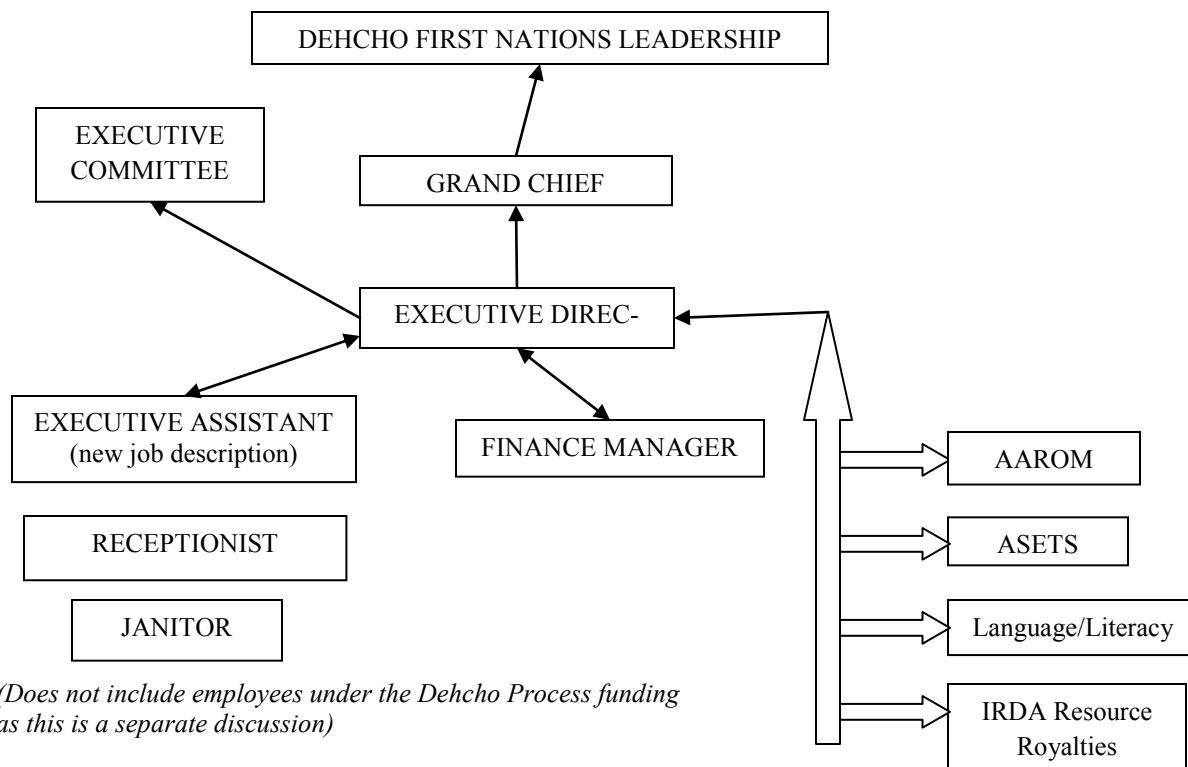 DEHCHO FIRST NATIONS LEADERSHIP
EXECUTIVE
COMMITTEE
GRAND CHIEF
EXECUTIVE DIREC-
EXECUTIVE ASSISTANT
(new job description)
FINANCE MANAGER
AAROM
RECEPTIONIST
ASETS
JANITOR
Language/Literacy
(Does not include employees under the Dehcho Process funding
as this is a separate discussion)
IRDA Resource
Royalties